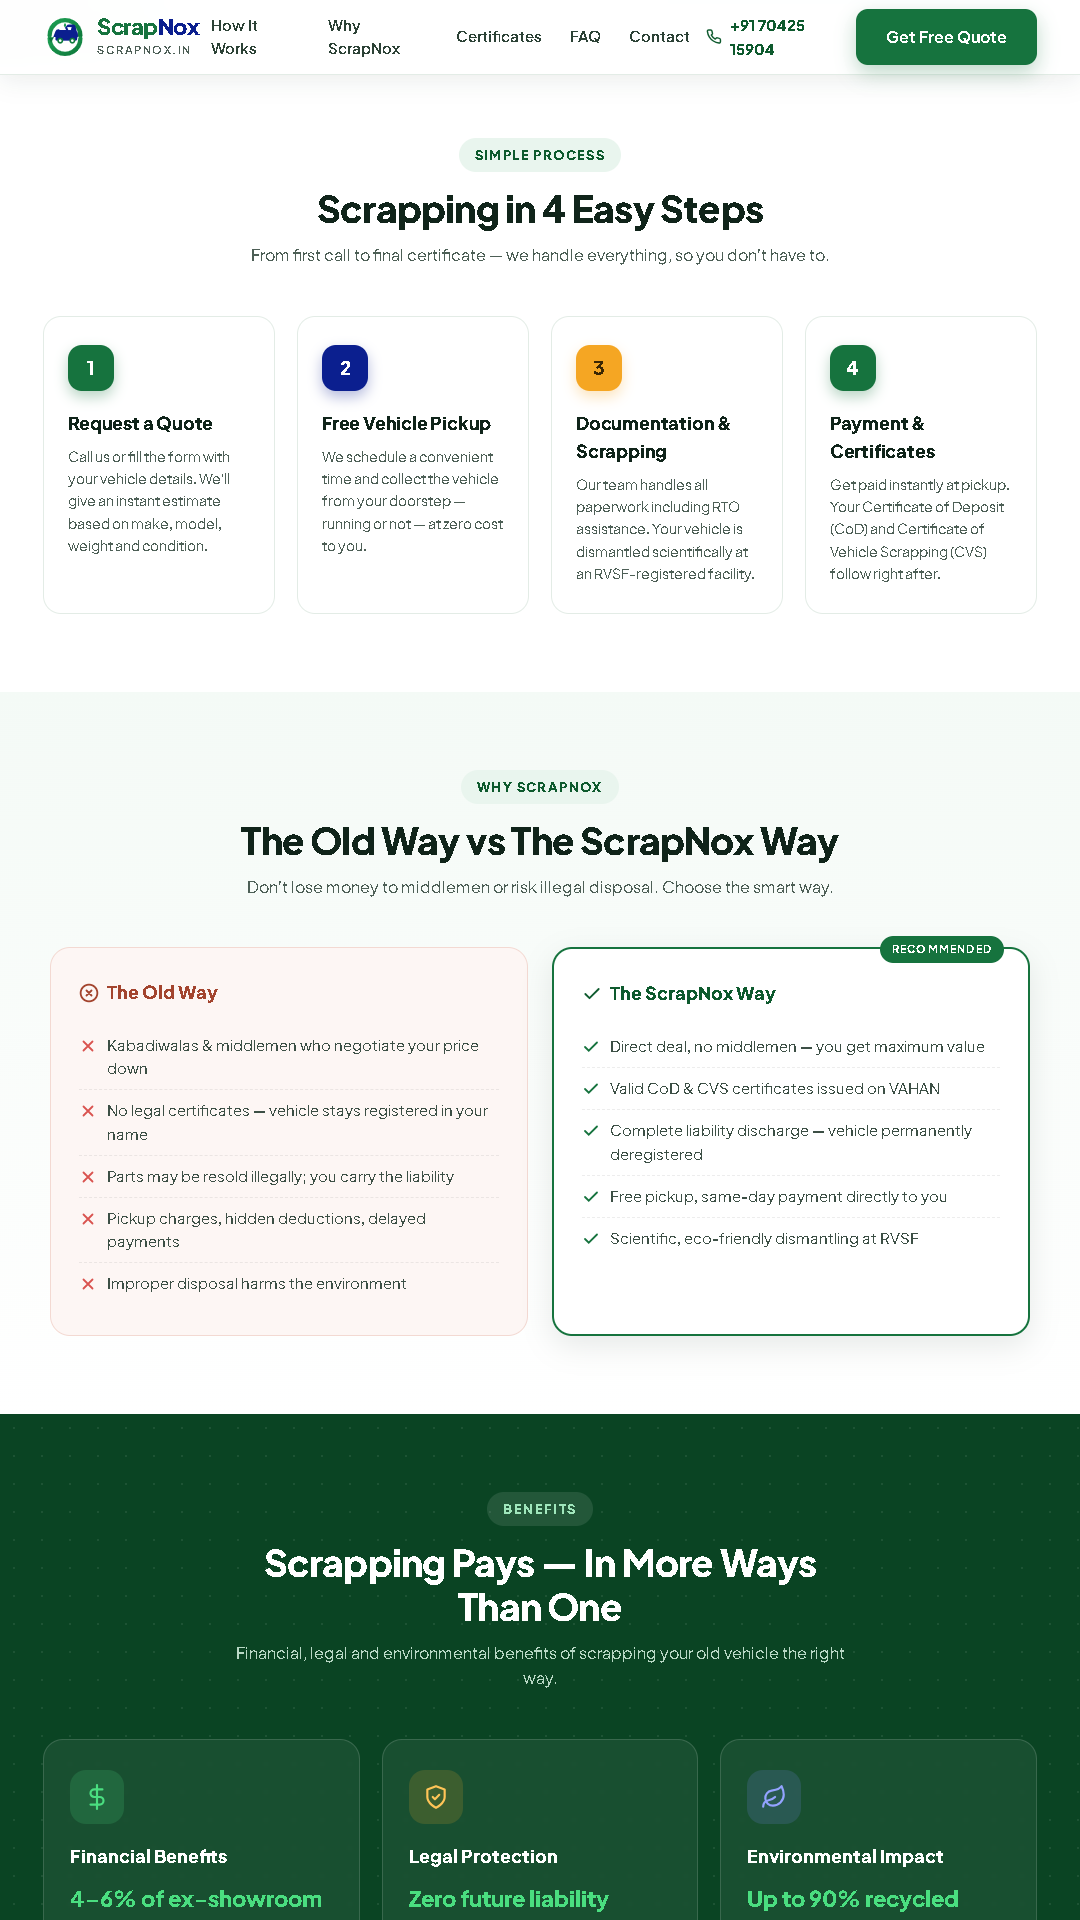 ScrapNox
SCRAPNOX.IN
How It
Works
Why
ScrapNox
Certificates
FAQ
Contact
+91 70425
15904
Get Free Quote
SIMPLE PROCESS
Scrapping in 4 Easy Steps
From first call to final certificate — we handle everything, so you don't have to.
1
Request a Quote
Call us or fill the form with
your vehicle details. We'll
give an instant estimate
based on make, model,
weight and condition.
2
Free Vehicle Pickup
We schedule a convenient
time and collect the vehicle
from your doorstep —
running or not — at zero cost
to you.
3
Documentation &
Scrapping
Our team handles all
paperwork including RTO
assistance. Your vehicle is
dismantled scientifically at
an RVSF-registered facility.
4
Payment &
Certificates
Get paid instantly at pickup.
Your Certificate of Deposit
(CoD) and Certificate of
Vehicle Scrapping (CVS)
follow right after.
WHY SCRAPNOX
The Old Way vs The ScrapNox Way
Don't lose money to middlemen or risk illegal disposal. Choose the smart way.
The Old Way
Kabadiwalas & middlemen who negotiate your price
down
No legal certificates — vehicle stays registered in your
name
Parts may be resold illegally; you carry the liability
Pickup charges, hidden deductions, delayed
payments
Improper disposal harms the environment
RECOMMENDED
The ScrapNox Way
Direct deal, no middlemen — you get maximum value
Valid CoD & CVS certificates issued on VAHAN
Complete liability discharge — vehicle permanently
deregistered
Free pickup, same-day payment directly to you
Scientific, eco-friendly dismantling at RVSF
BENEFITS
Scrapping Pays — In More Ways
Than One
Financial, legal and environmental benefits of scrapping your old vehicle the right
way.
Financial Benefits
4–6% of ex-showroom
Legal Protection
Zero future liability
Environmental Impact
Up to 90% recycled